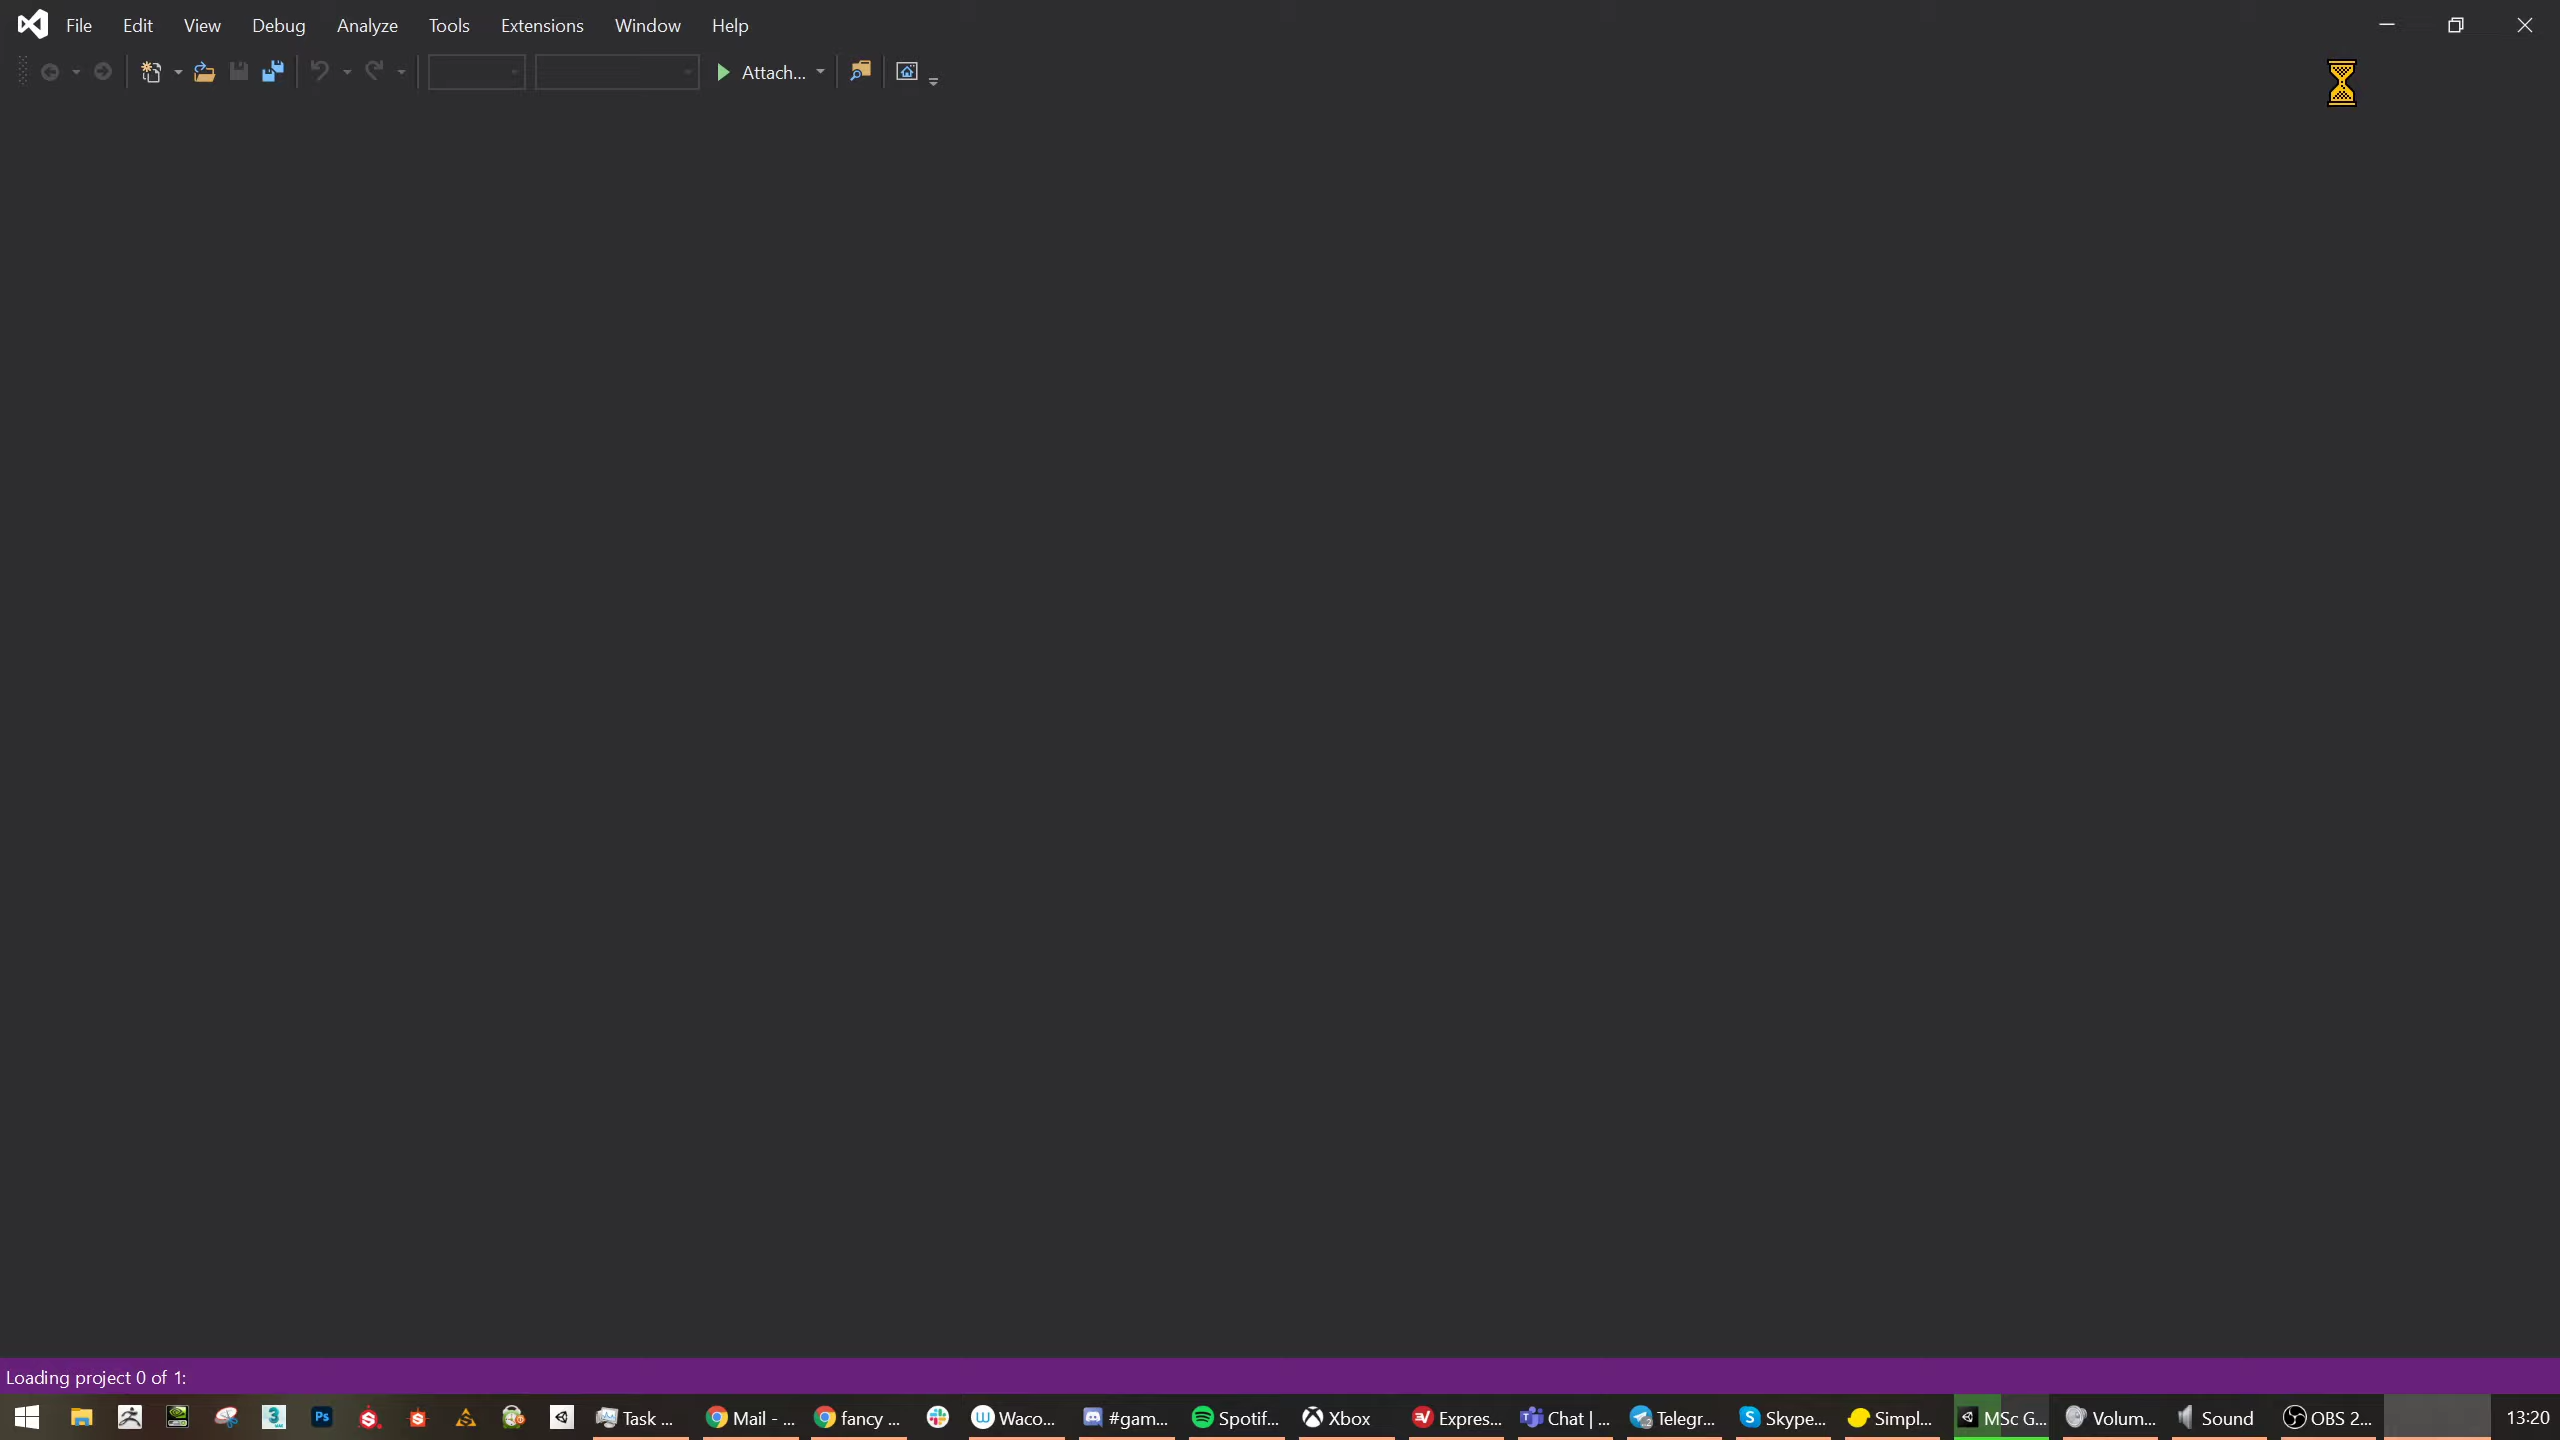 File Edit View Debug Analyze Tools Extensions Window Help
Attach...
Loading project 0 of 1:
Task ... Mail - ... fancy ... Waco... #gam... Spotif... Xbox Expres... Chat | ... Telegr... Skype... Simpl... MSc G... Volum... Sound OBS 2... 13:20